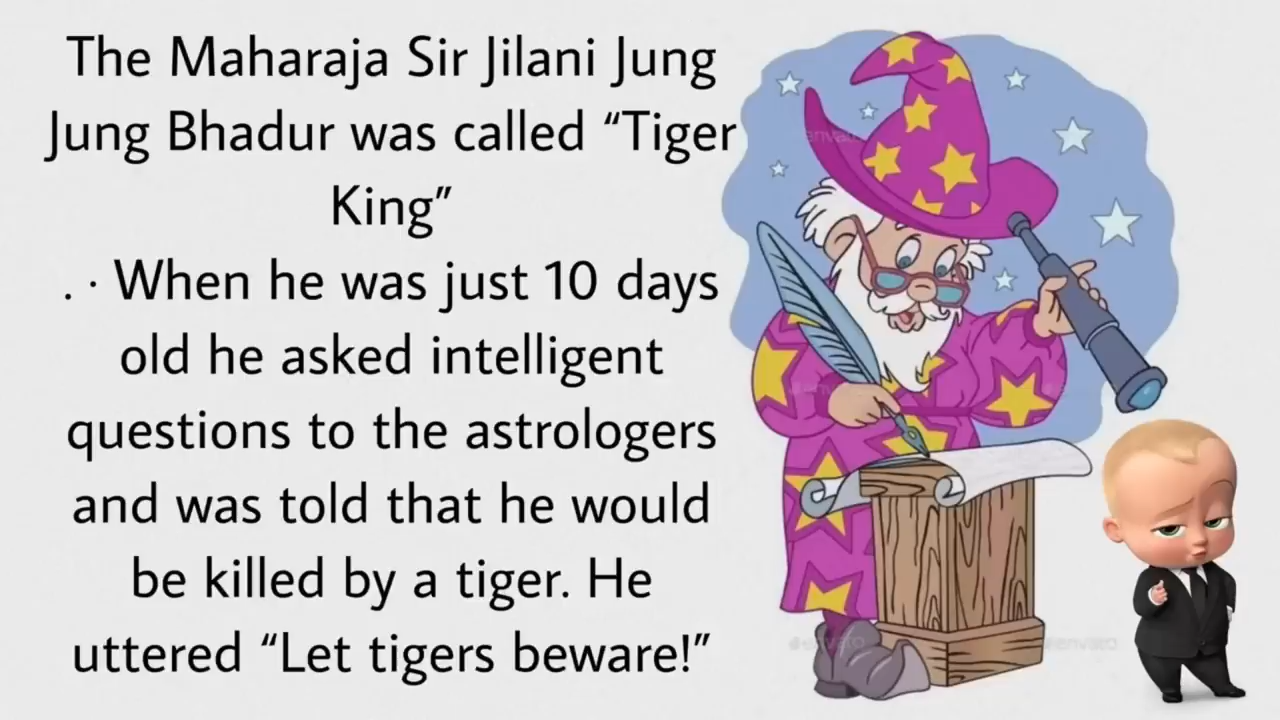 The Maharaja Sir Jilani Jung
Jung Bhadur was called “Tiger
King”
. · When he was just 10 days
old he asked intelligent
questions to the astrologers
and was told that he would
be killed by a tiger. He
uttered “Let tigers beware!”
envato
envato